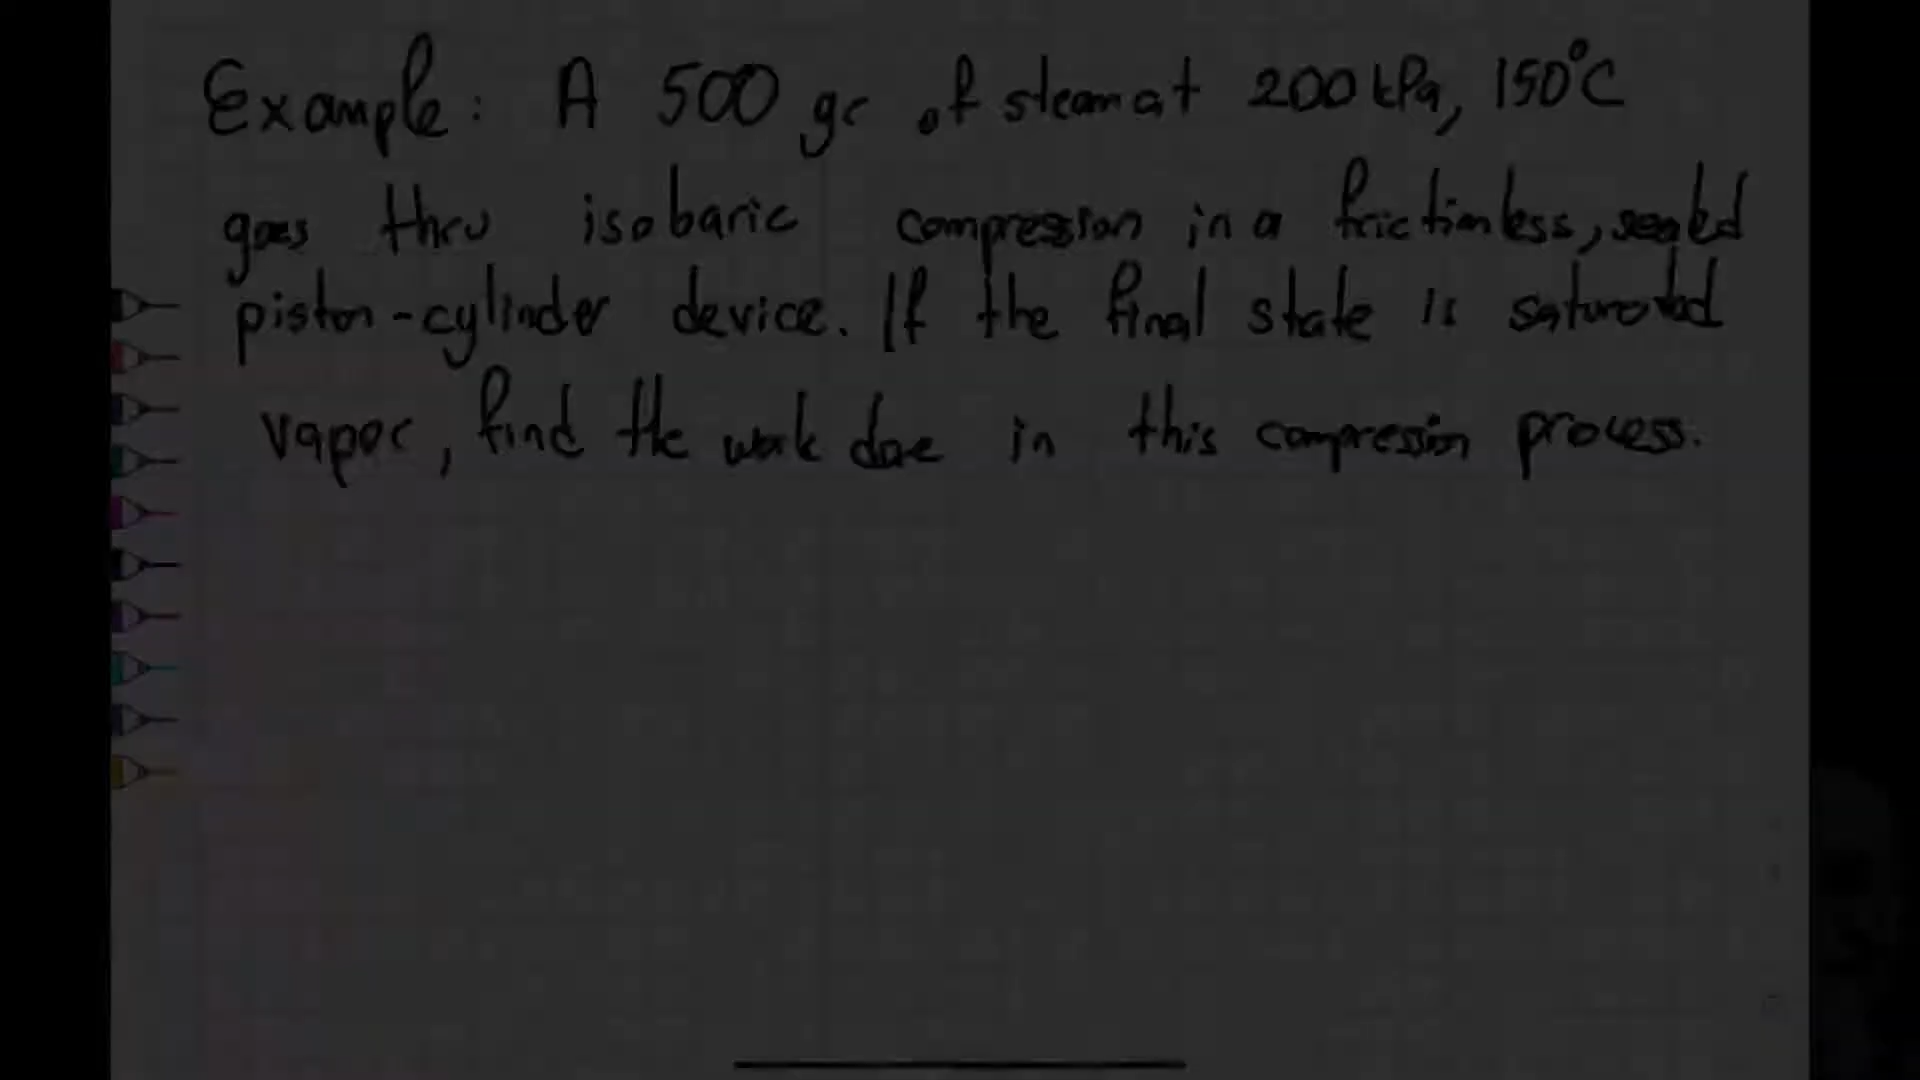 Example: A 500 gr of steam at 200 kPa, 150°C
goes thru isobaric compression in a frictionless, sealed
piston-cylinder device. If the final state is saturated
vapor, find the work done in this compression process.